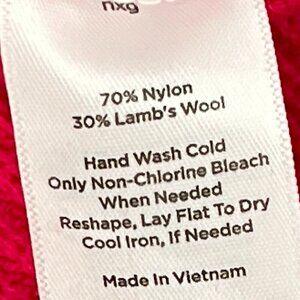 nxg
70% Nylon
30% Lamb's Wool
Hand Wash Cold
Only Non-Chlorine Bleach
When Needed
Reshape, Lay Flat To Dry
Cool Iron, If Needed
Made In Vietnam